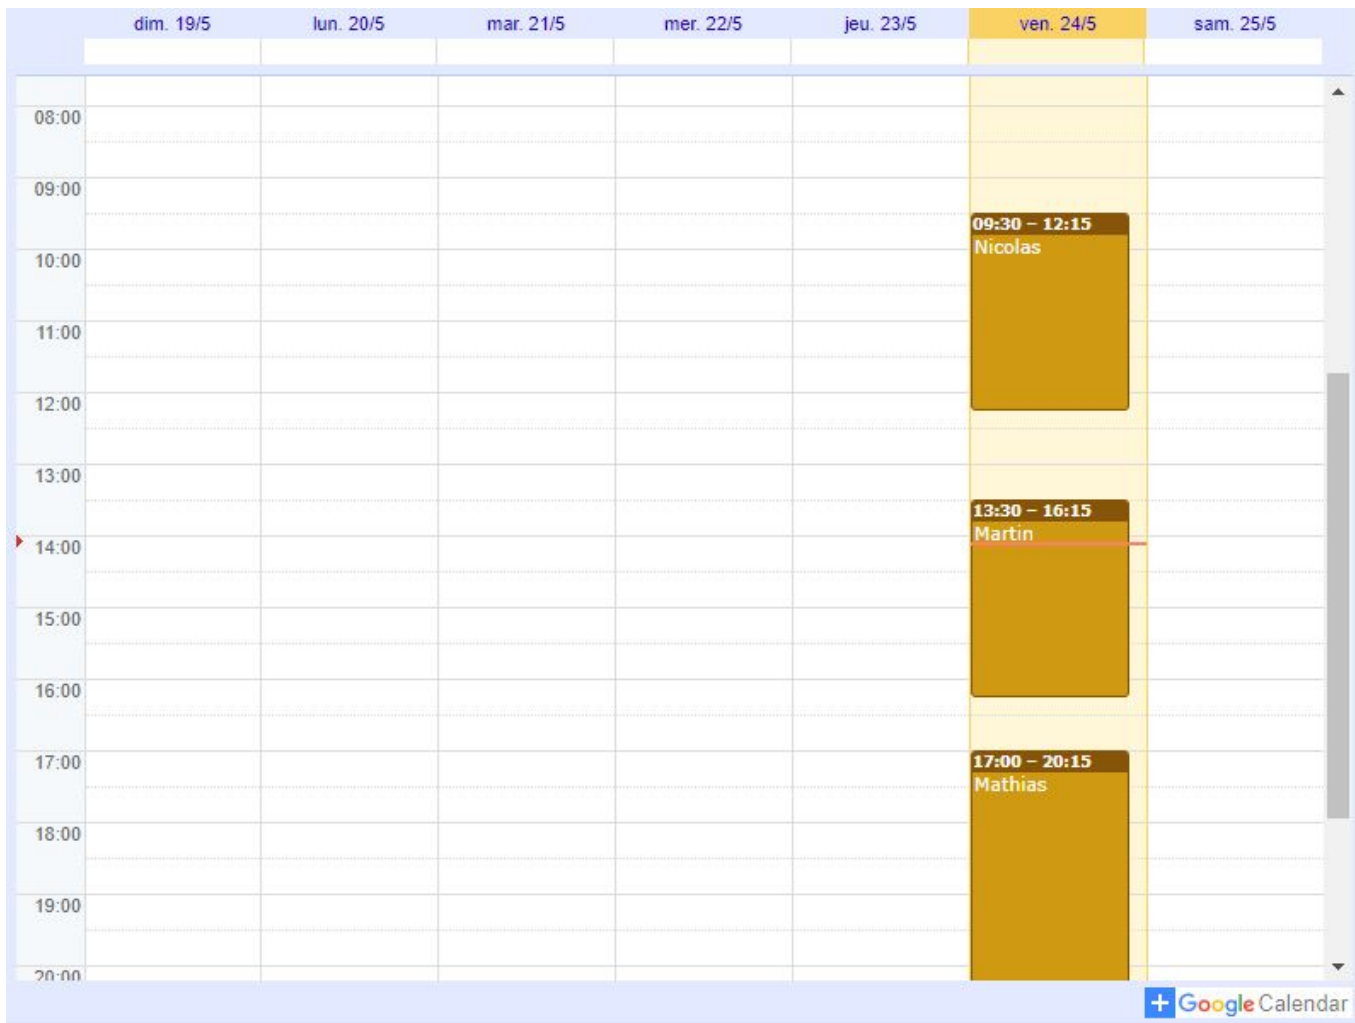 dim. 19/5 lun. 20/5 mar. 21/5 mer. 22/5 jeu. 23/5 ven. 24/5 sam. 25/5
08:00
09:00
09:30 – 12:15
Nicolas
10:00
11:00
12:00
13:00
13:30 – 16:15
Martin
14:00
15:00
16:00
17:00
17:00 – 20:15
Mathias
18:00
19:00
20:00
+ Google Calendar